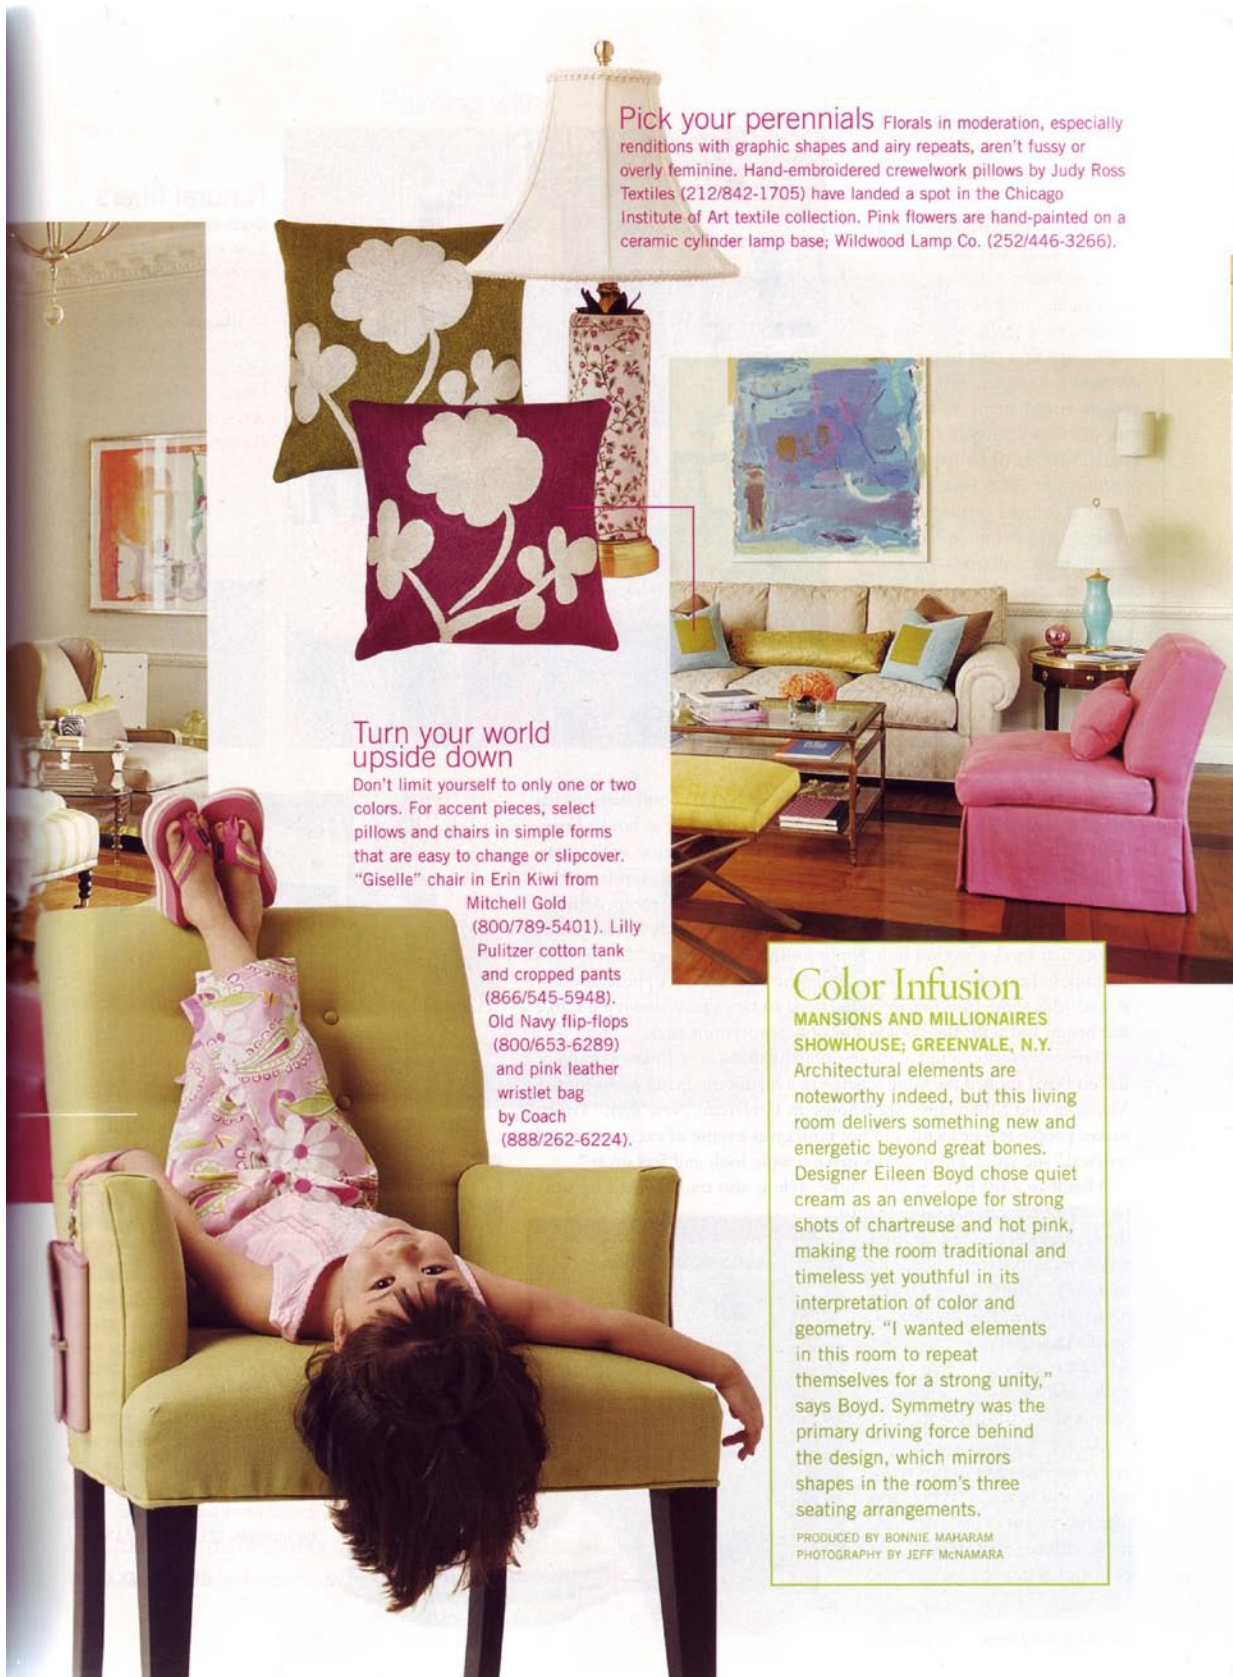 Pick your perennials Florals in moderation, especially
renditions with graphic shapes and airy repeats, aren't fussy or
overly feminine. Hand-embroidered crewelwork pillows by Judy Ross
Textiles (212/842-1705) have landed a spot in the Chicago
Institute of Art textile collection. Pink flowers are hand-painted on a
ceramic cylinder lamp base; Wildwood Lamp Co. (252/446-3266).
Turn your world
upside down
Don't limit yourself to only one or two
colors. For accent pieces, select
pillows and chairs in simple forms
that are easy to change or slipcover.
"Giselle" chair in Erin Kiwi from
Mitchell Gold
(800/789-5401). Lilly
Pulitzer cotton tank
and cropped pants
(866/545-5948).
Old Navy flip-flops
(800/653-6289)
and pink leather
wristlet bag
by Coach
(888/262-6224).
Color Infusion
MANSIONS AND MILLIONAIRES
SHOWHOUSE; GREENVALE, N.Y.
Architectural elements are
noteworthy indeed, but this living
room delivers something new and
energetic beyond great bones.
Designer Eileen Boyd chose quiet
cream as an envelope for strong
shots of chartreuse and hot pink,
making the room traditional and
timeless yet youthful in its
interpretation of color and
geometry. "I wanted elements
in this room to repeat
themselves for a strong unity,"
says Boyd. Symmetry was the
primary driving force behind
the design, which mirrors
shapes in the room's three
seating arrangements.
PRODUCED BY BONNIE MAHARAM
PHOTOGRAPHY BY JEFF McNAMARA